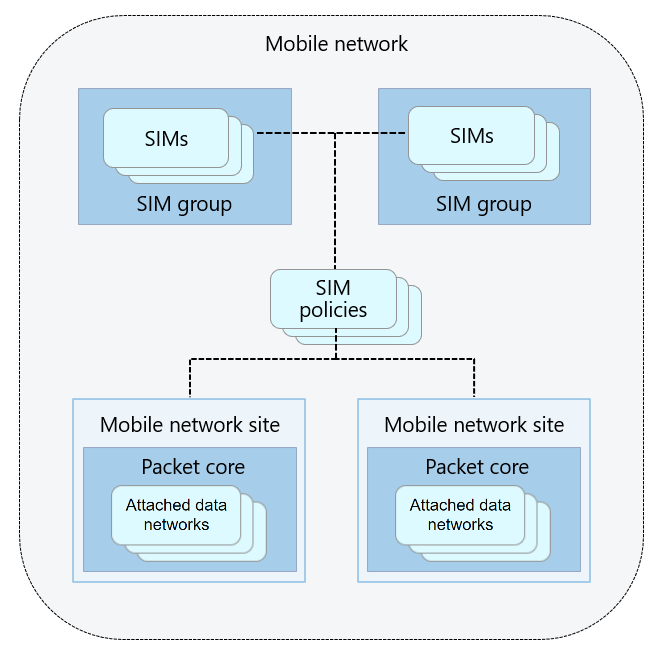 Mobile network
SIMs
SIM group
SIMs
SIM group
SIM
policies
Mobile network site
Packet core
Attached data
networks
Mobile network site
Packet core
Attached data
networks